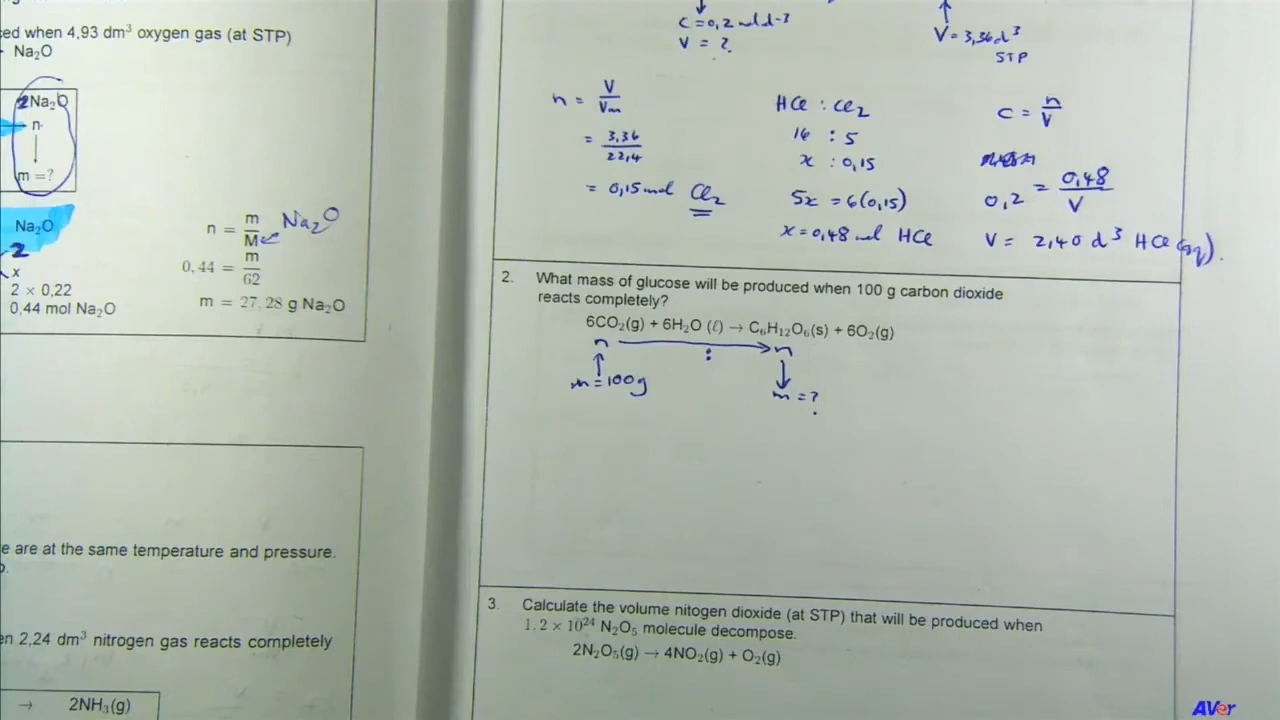 ced when 4,93 dm³ oxygen gas (at STP)
Na₂O
2Na₂O
n
m = ?
Na₂O
2
x
2 × 0,22
0,44 mol Na₂O
n = m/M Na₂O
0,44 = m/62
m = 27,28 g Na₂O
e are at the same temperature and pressure.
en 2,24 dm³ nitrogen gas reacts completely
→ 2NH₃(g)
c = 0,2 mol d⁻³
V = ?
V = 3,36 d³
STP
n = V/Vm
= 3,36/22,4
= 0,15 mol Cl₂
HCl : Cl₂
16 : 5
x : 0,15
5x = 6(0,15)
x = 0,48 mol HCl
c = n/V
0,2 = 0,48/V
V = 2,40 d³ HCl (aq).
2. What mass of glucose will be produced when 100 g carbon dioxide
reacts completely?
6CO₂(g) + 6H₂O (ℓ) → C₆H₁₂O₆(s) + 6O₂(g)
n : n
m = 100g
m = ?
3. Calculate the volume nitogen dioxide (at STP) that will be produced when
1,2 × 10²⁴ N₂O₅ molecule decompose.
2N₂O₅(g) → 4NO₂(g) + O₂(g)
AVer